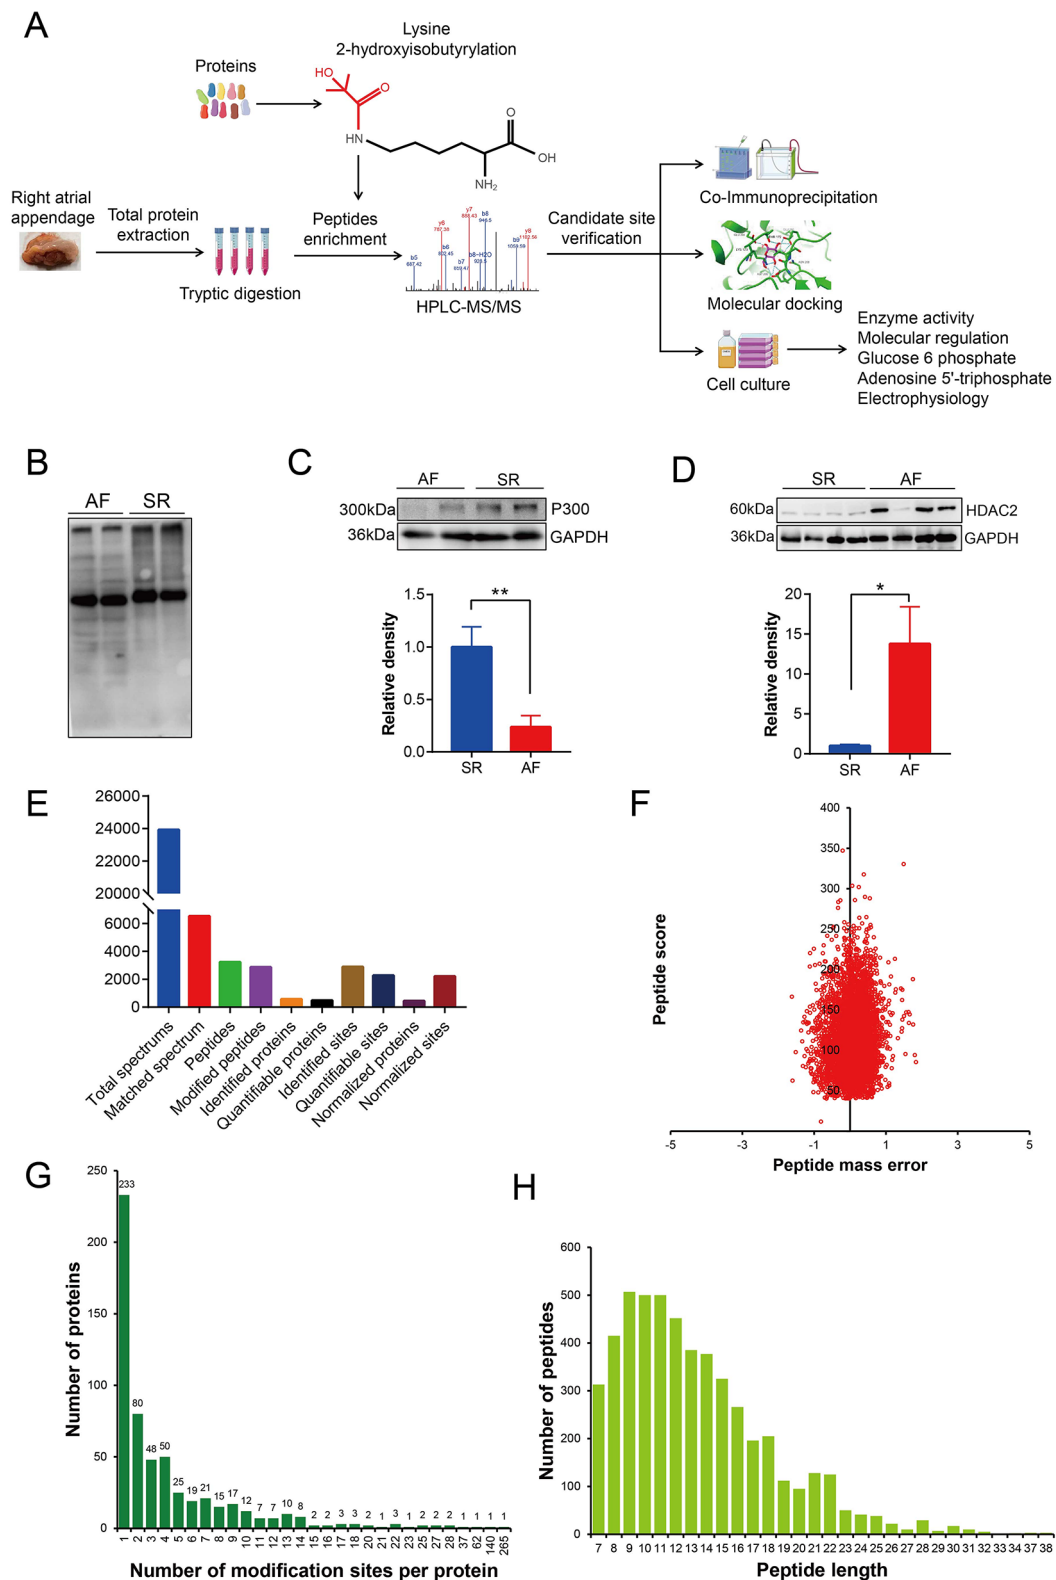 A
Lysine
2-hydroxyisobutyrylation
Proteins
HO
O
HN
O
OH
NH₂
Right atrial
appendage
Total protein
extraction
Tryptic digestion
Peptides
enrichment
HPLC-MS/MS
Candidate site
verification
Co-Immunoprecipitation
Molecular docking
Cell culture
Enzyme activity
Molecular regulation
Glucose 6 phosphate
Adenosine 5'-triphosphate
Electrophysiology
B
AF SR
C
AF SR
300kDa P300
36kDa GAPDH
1.5
1.0
0.5
0.0
Relative density
**
SR AF
D
SR AF
60kDa HDAC2
36kDa GAPDH
20
15
10
5
0
Relative density
*
SR AF
E
26000
24000
22000
20000
6000
4000
2000
0
Total spectrums
Matched spectrum
Peptides
Modified peptides
Identified proteins
Quantifiable proteins
Identified sites
Quantifiable sites
Normalized proteins
Normalized sites
F
400
350
300
250
200
150
100
50
Peptide score
-5 -3 -1 1 3 5
Peptide mass error
G
250
200
150
100
50
0
Number of proteins
233 80 48 50 25 19 21 15 17 12 7 7 10 8 2 2 3 3 2 1 3 1 2 2 2 1 1 1 1
1 2 3 4 5 6 7 8 9 10 11 12 13 14 15 16 17 18 20 21 22 23 25 27 28 37 62 140 265
Number of modification sites per protein
H
600
500
400
300
200
100
0
Number of peptides
7 8 9 10 11 12 13 14 15 16 17 18 19 20 21 22 23 24 25 26 27 28 29 30 31 32 33 34 37 38
Peptide length